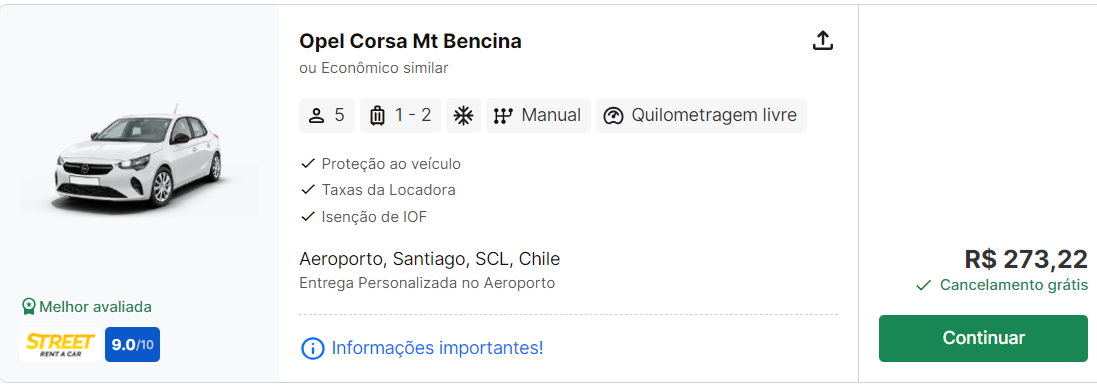 Opel Corsa Mt Bencina
ou Econômico similar
5
1 - 2
Manual
Quilometragem livre
Proteção ao veículo
Taxas da Locadora
Isenção de IOF
Aeroporto, Santiago, SCL, Chile
Entrega Personalizada no Aeroporto
Informações importantes!
Melhor avaliada
STREET
RENT A CAR
9.0/10
R$ 273,22
Cancelamento grátis
Continuar